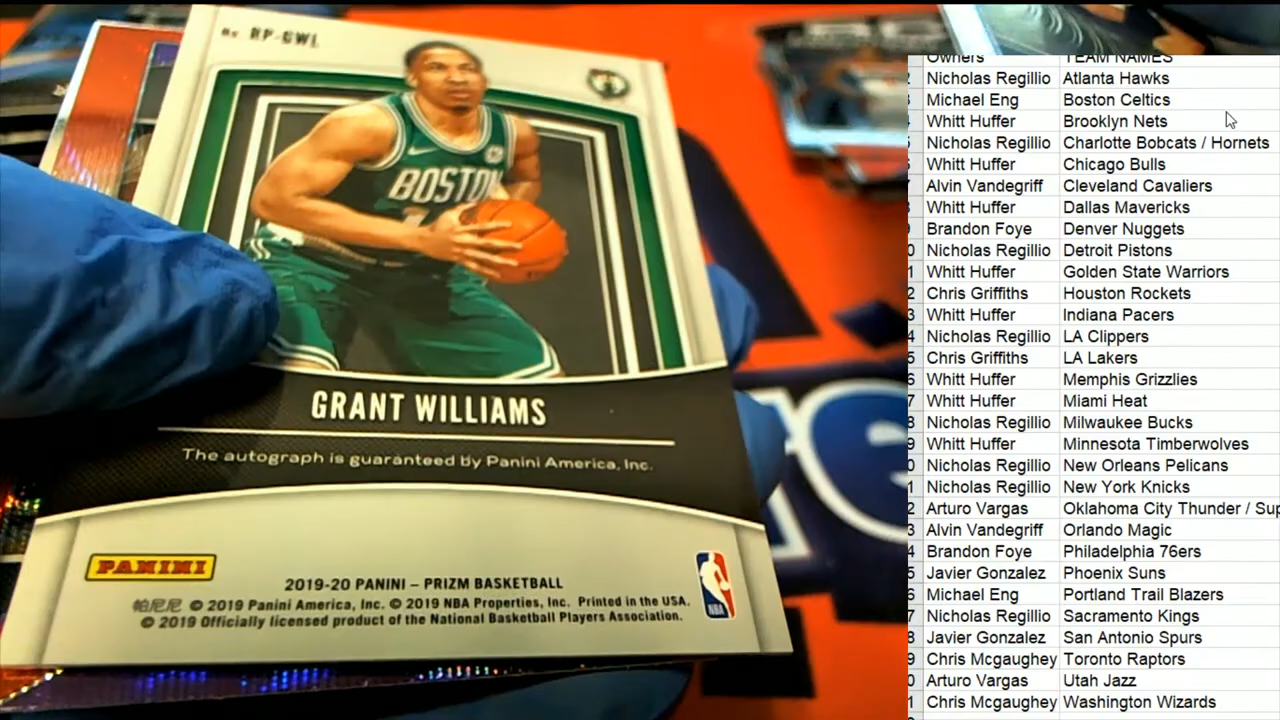 No RP-GWL
BOSTON
GRANT WILLIAMS
The autograph is guaranteed by Panini America, Inc.
PANINI
2019-20 PANINI – PRIZM BASKETBALL
帕尼尼 © 2019 Panini America, Inc. © 2019 NBA Properties, Inc. Printed in the USA.
© 2019 Officially licensed product of the National Basketball Players Association.
NBA
Owners TEAM NAMES
Nicholas Regillio Atlanta Hawks
Michael Eng Boston Celtics
Whitt Huffer Brooklyn Nets
Nicholas Regillio Charlotte Bobcats / Hornets
Whitt Huffer Chicago Bulls
Alvin Vandegriff Cleveland Cavaliers
Whitt Huffer Dallas Mavericks
Brandon Foye Denver Nuggets
Nicholas Regillio Detroit Pistons
Whitt Huffer Golden State Warriors
Chris Griffiths Houston Rockets
Whitt Huffer Indiana Pacers
Nicholas Regillio LA Clippers
Chris Griffiths LA Lakers
Whitt Huffer Memphis Grizzlies
Whitt Huffer Miami Heat
Nicholas Regillio Milwaukee Bucks
Whitt Huffer Minnesota Timberwolves
Nicholas Regillio New Orleans Pelicans
Nicholas Regillio New York Knicks
Arturo Vargas Oklahoma City Thunder / Sup
Alvin Vandegriff Orlando Magic
Brandon Foye Philadelphia 76ers
Javier Gonzalez Phoenix Suns
Michael Eng Portland Trail Blazers
Nicholas Regillio Sacramento Kings
Javier Gonzalez San Antonio Spurs
Chris Mcgaughey Toronto Raptors
Arturo Vargas Utah Jazz
Chris Mcgaughey Washington Wizards